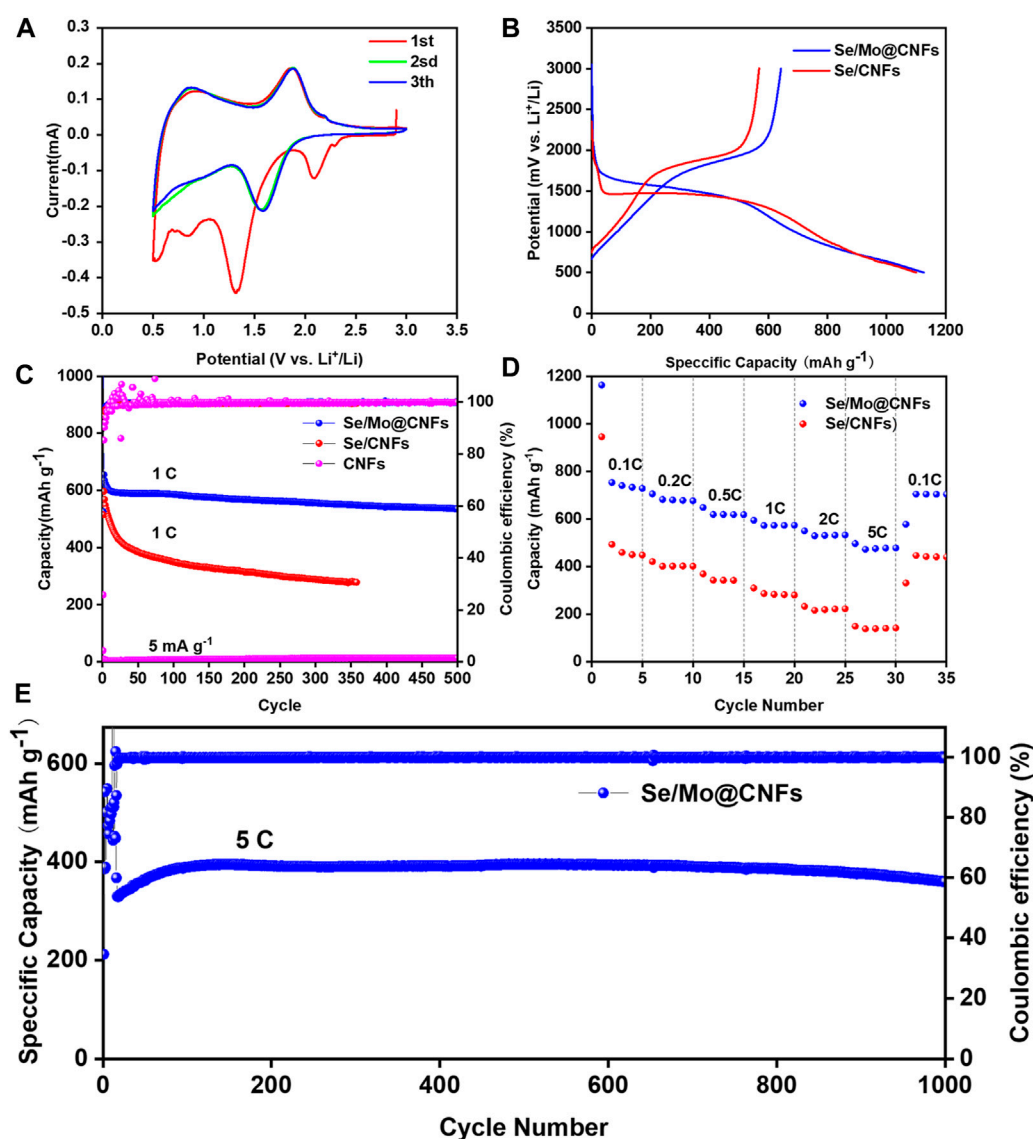 A
0.3
0.2
0.1
0.0
-0.1
-0.2
-0.3
-0.4
-0.5
Current(mA)
1st
2sd
3th
0.0 0.5 1.0 1.5 2.0 2.5 3.0 3.5
Potential (V vs. Li⁺/Li)
B
3500
3000
2500
2000
1500
1000
500
0
Potential (mV vs. Li⁺/Li)
Se/Mo@CNFs
Se/CNFs
0 200 400 600 800 1000 1200
Speccific Capacity (mAh g⁻¹)
C
1000
800
600
400
200
0
Capacity(mAh g⁻¹)
Se/Mo@CNFs
Se/CNFs
CNFs
1 C
1 C
5 mA g⁻¹
100
80
60
40
20
0
Coulombic efficiency (%)
0 50 100 150 200 250 300 350 400 450 500
Cycle
D
1200
1000
800
600
400
200
0
Capacity (mAh g⁻¹)
Se/Mo@CNFs
Se/CNFs)
0.1C
0.2C
0.5C
1C
2C
5C
0.1C
0 5 10 15 20 25 30 35
Cycle Number
E
600
400
200
0
Speccific Capacity (mAh g⁻¹)
Se/Mo@CNFs
5 C
100
80
60
40
20
0
Coulombic efficiency (%)
0 200 400 600 800 1000
Cycle Number